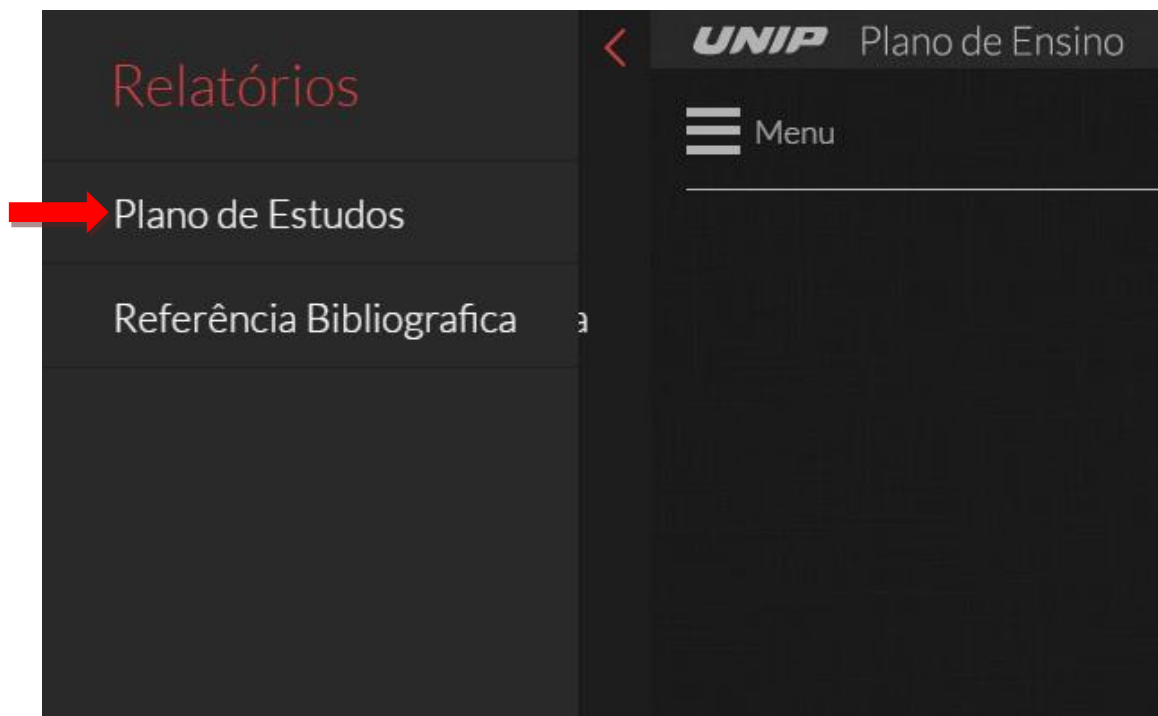 Relatórios
Plano de Estudos
Referência Bibliografica
a
UNIP Plano de Ensino
Menu